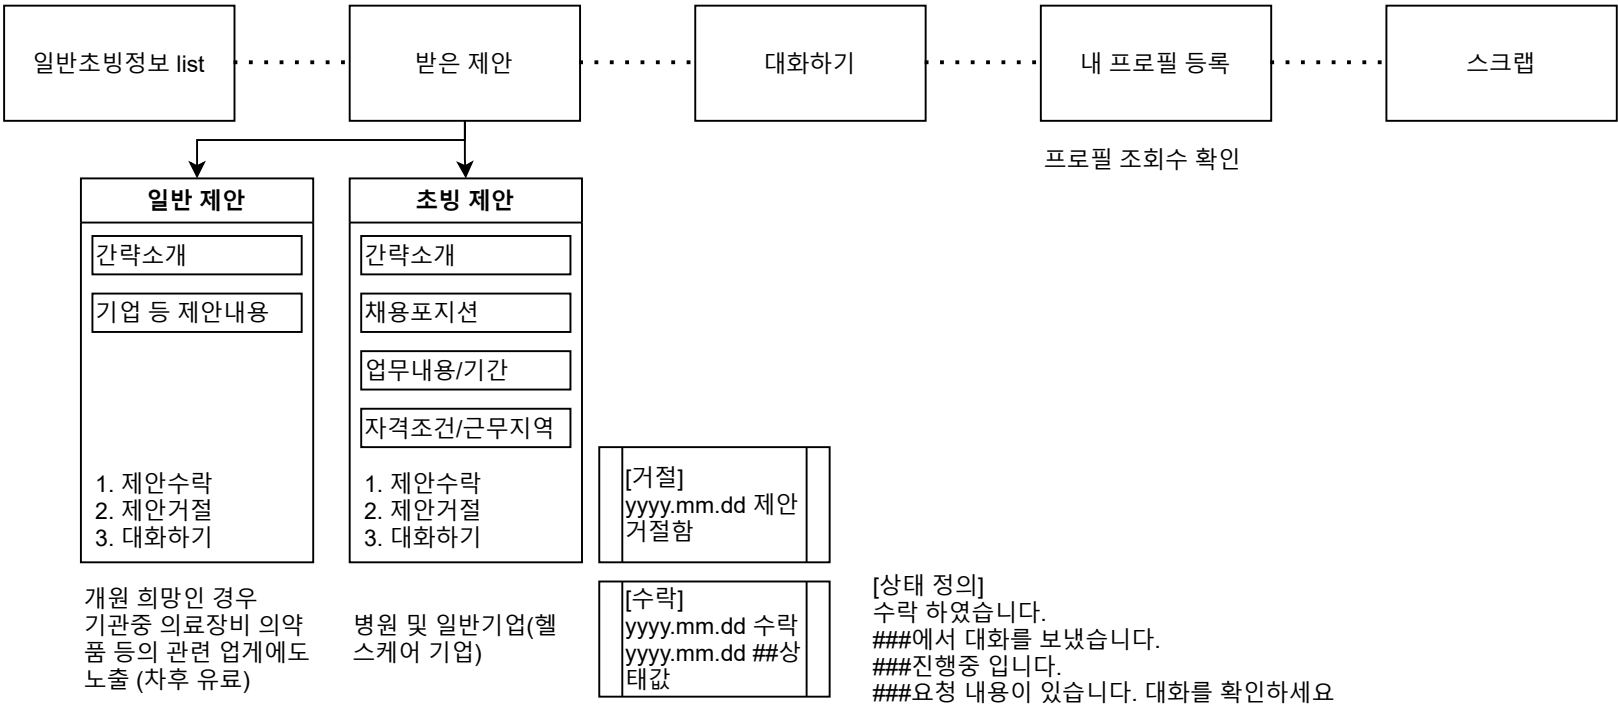 일반초빙정보 list
받은 제안
대화하기
내 프로필 등록
스크랩
프로필 조회수 확인
일반 제안
간략소개
기업 등 제안내용
1. 제안수락
2. 제안거절
3. 대화하기
개원 희망인 경우
기관중 의료장비 의약
품 등의 관련 업게에도
노출 (차후 유료)
초빙 제안
간략소개
채용포지션
업무내용/기간
자격조건/근무지역
1. 제안수락
2. 제안거절
3. 대화하기
병원 및 일반기업(헬
스케어 기업)
[거절]
yyyy.mm.dd 제안
거절함
[수락]
yyyy.mm.dd 수락
yyyy.mm.dd ##상
태값
[상태 정의]
수락 하였습니다.
###에서 대화를 보냈습니다.
###진행중 입니다.
###요청 내용이 있습니다. 대화를 확인하세요